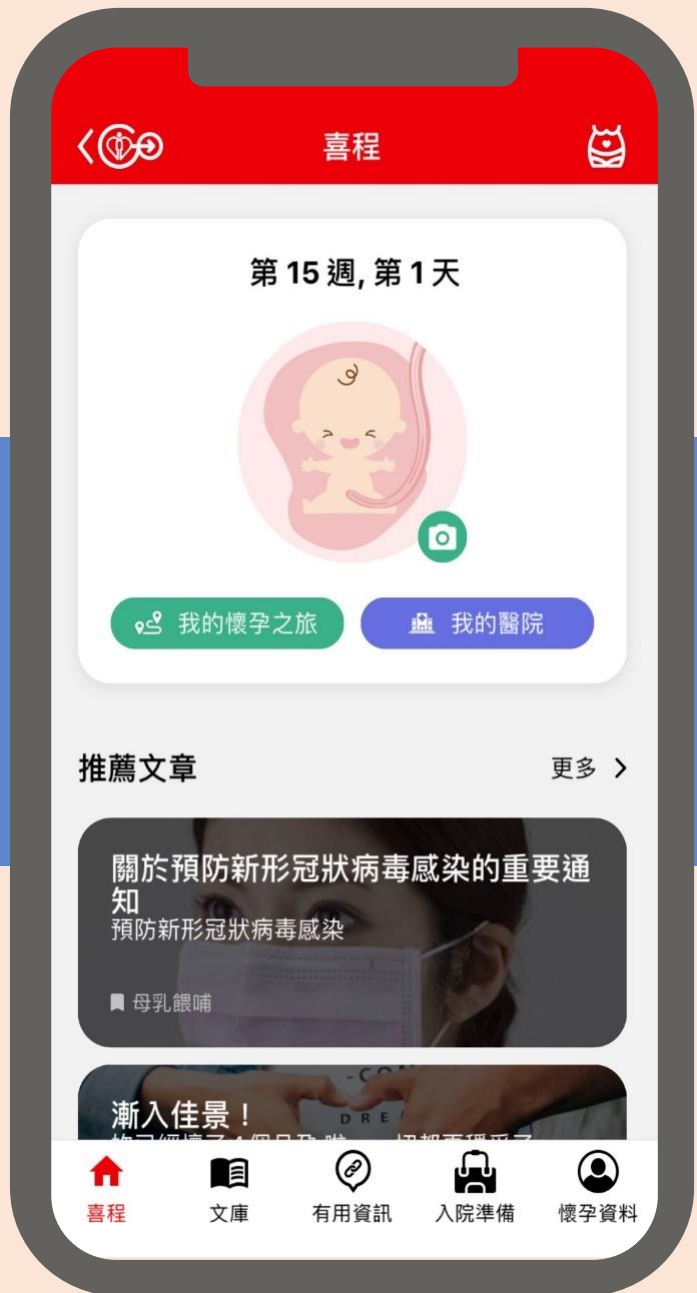 喜程
第 15 週, 第 1 天
我的懷孕之旅
我的醫院
推薦文章
更多
關於預防新形冠狀病毒感染的重要通
知
預防新形冠狀病毒感染
母乳餵哺
-CON
DRE
漸入佳景！
喜程
文庫
有用資訊
入院準備
懷孕資料